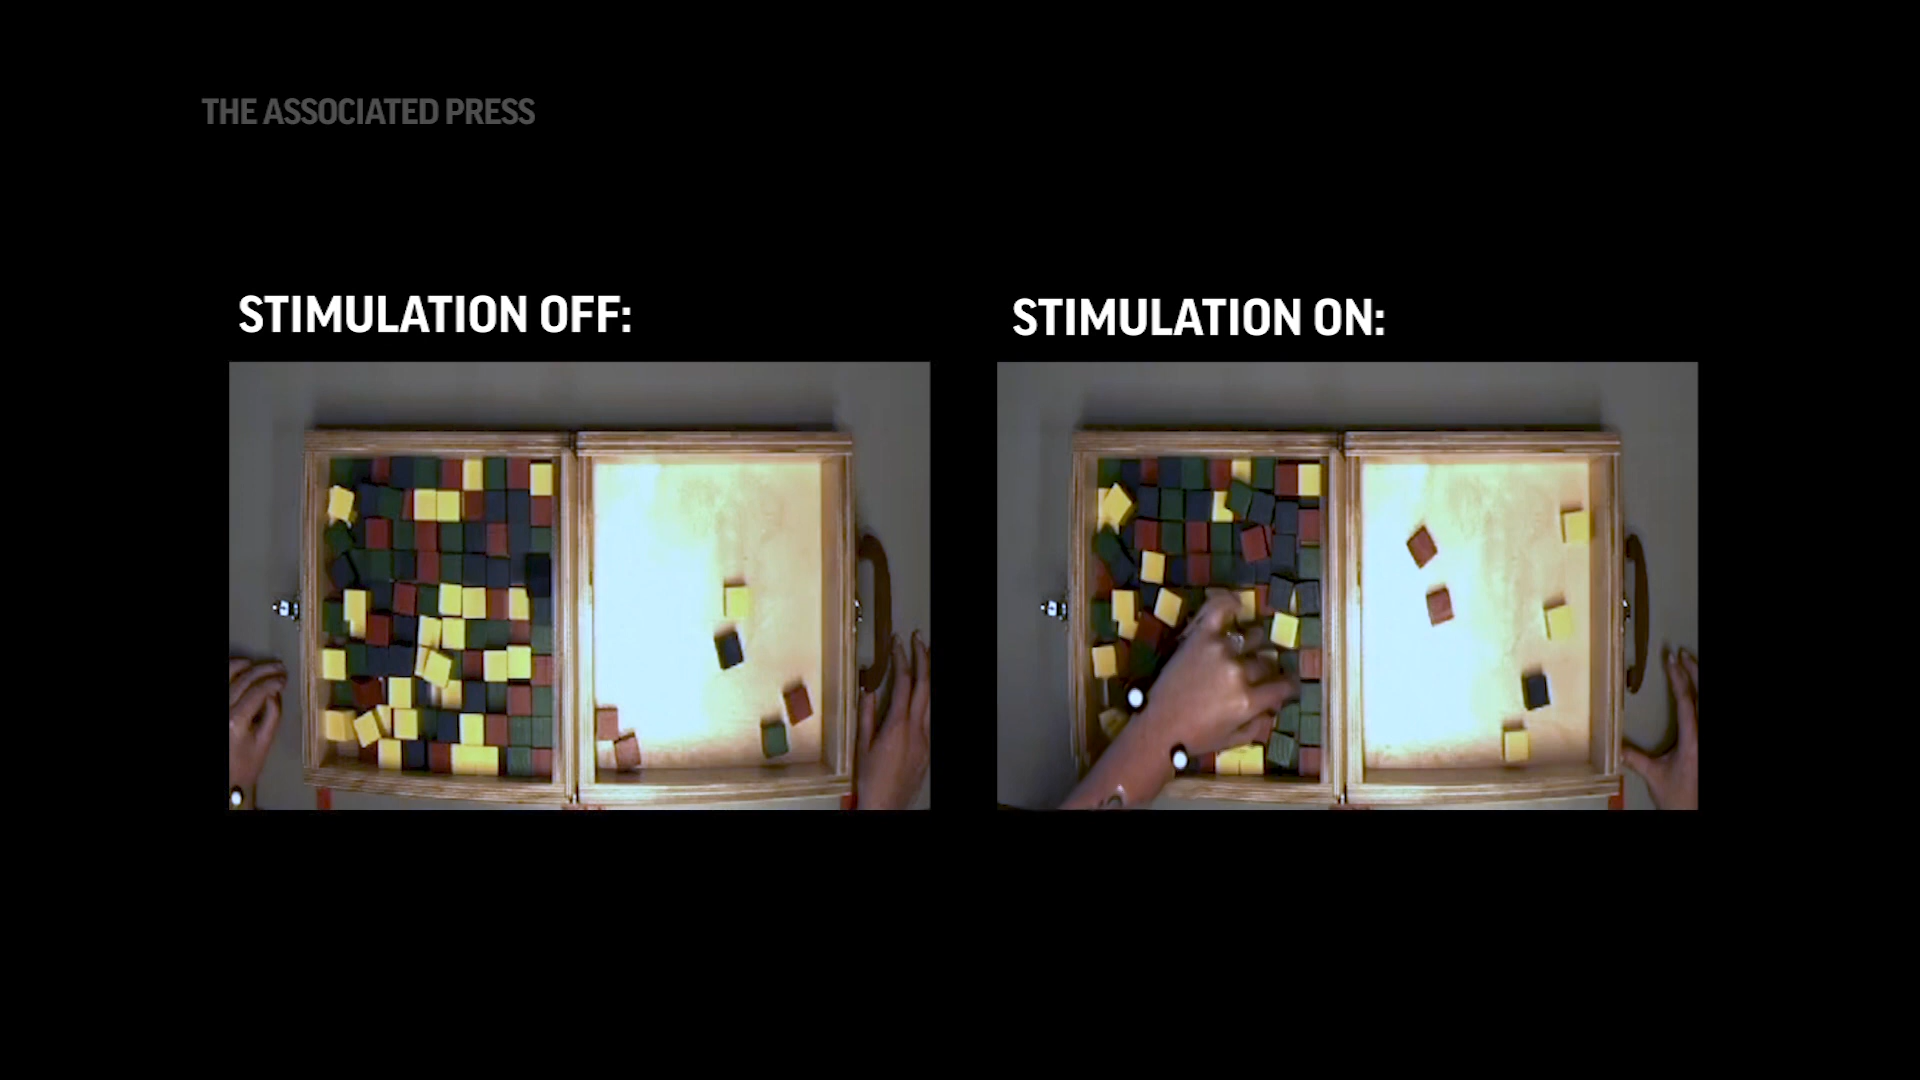 THE ASSOCIATED PRESS
STIMULATION OFF:
STIMULATION ON: